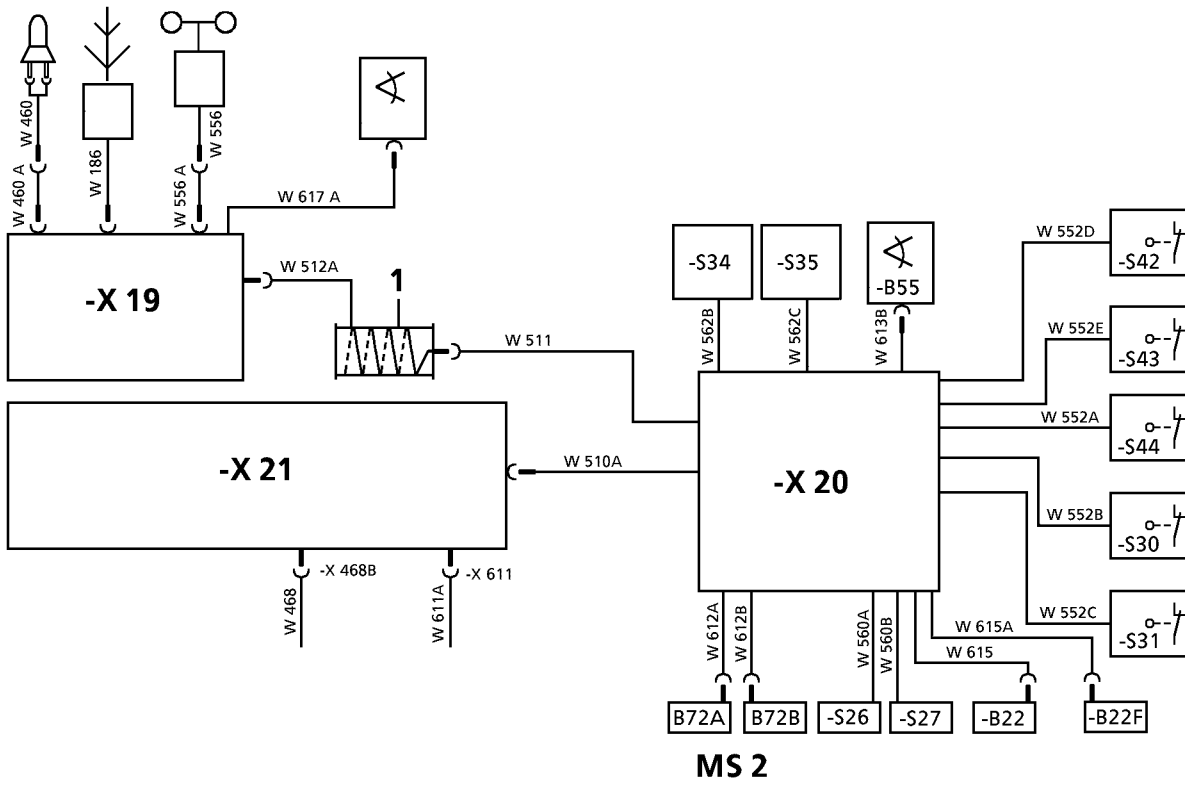 W 460
W 460 A
W 186
W 556
W 556 A
W 617 A
-X 19
W 512A
1
W 511
-S34
-S35
-B55
W 562B
W 562C
W 613B
W 552D
-S42
W 552E
-S43
W 552A
-S44
W 552B
-S30
W 552C
-S31
-X 21
W 510A
-X 20
-X 468B
-X 611
W 468
W 611A
W 612A
W 612B
W 560A
W 560B
W 615A
W 615
B72A
B72B
-S26
-S27
-B22
-B22F
MS 2